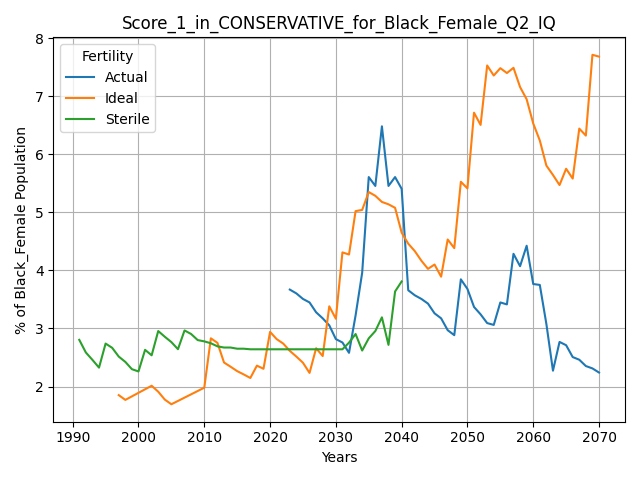 Score_1_in_CONSERVATIVE_for_Black_Female_Q2_IQ
Fertility
Actual
Ideal
Sterile
% of Black_Female Population
8
7
6
5
4
3
2
1990 2000 2010 2020 2030 2040 2050 2060 2070
Years